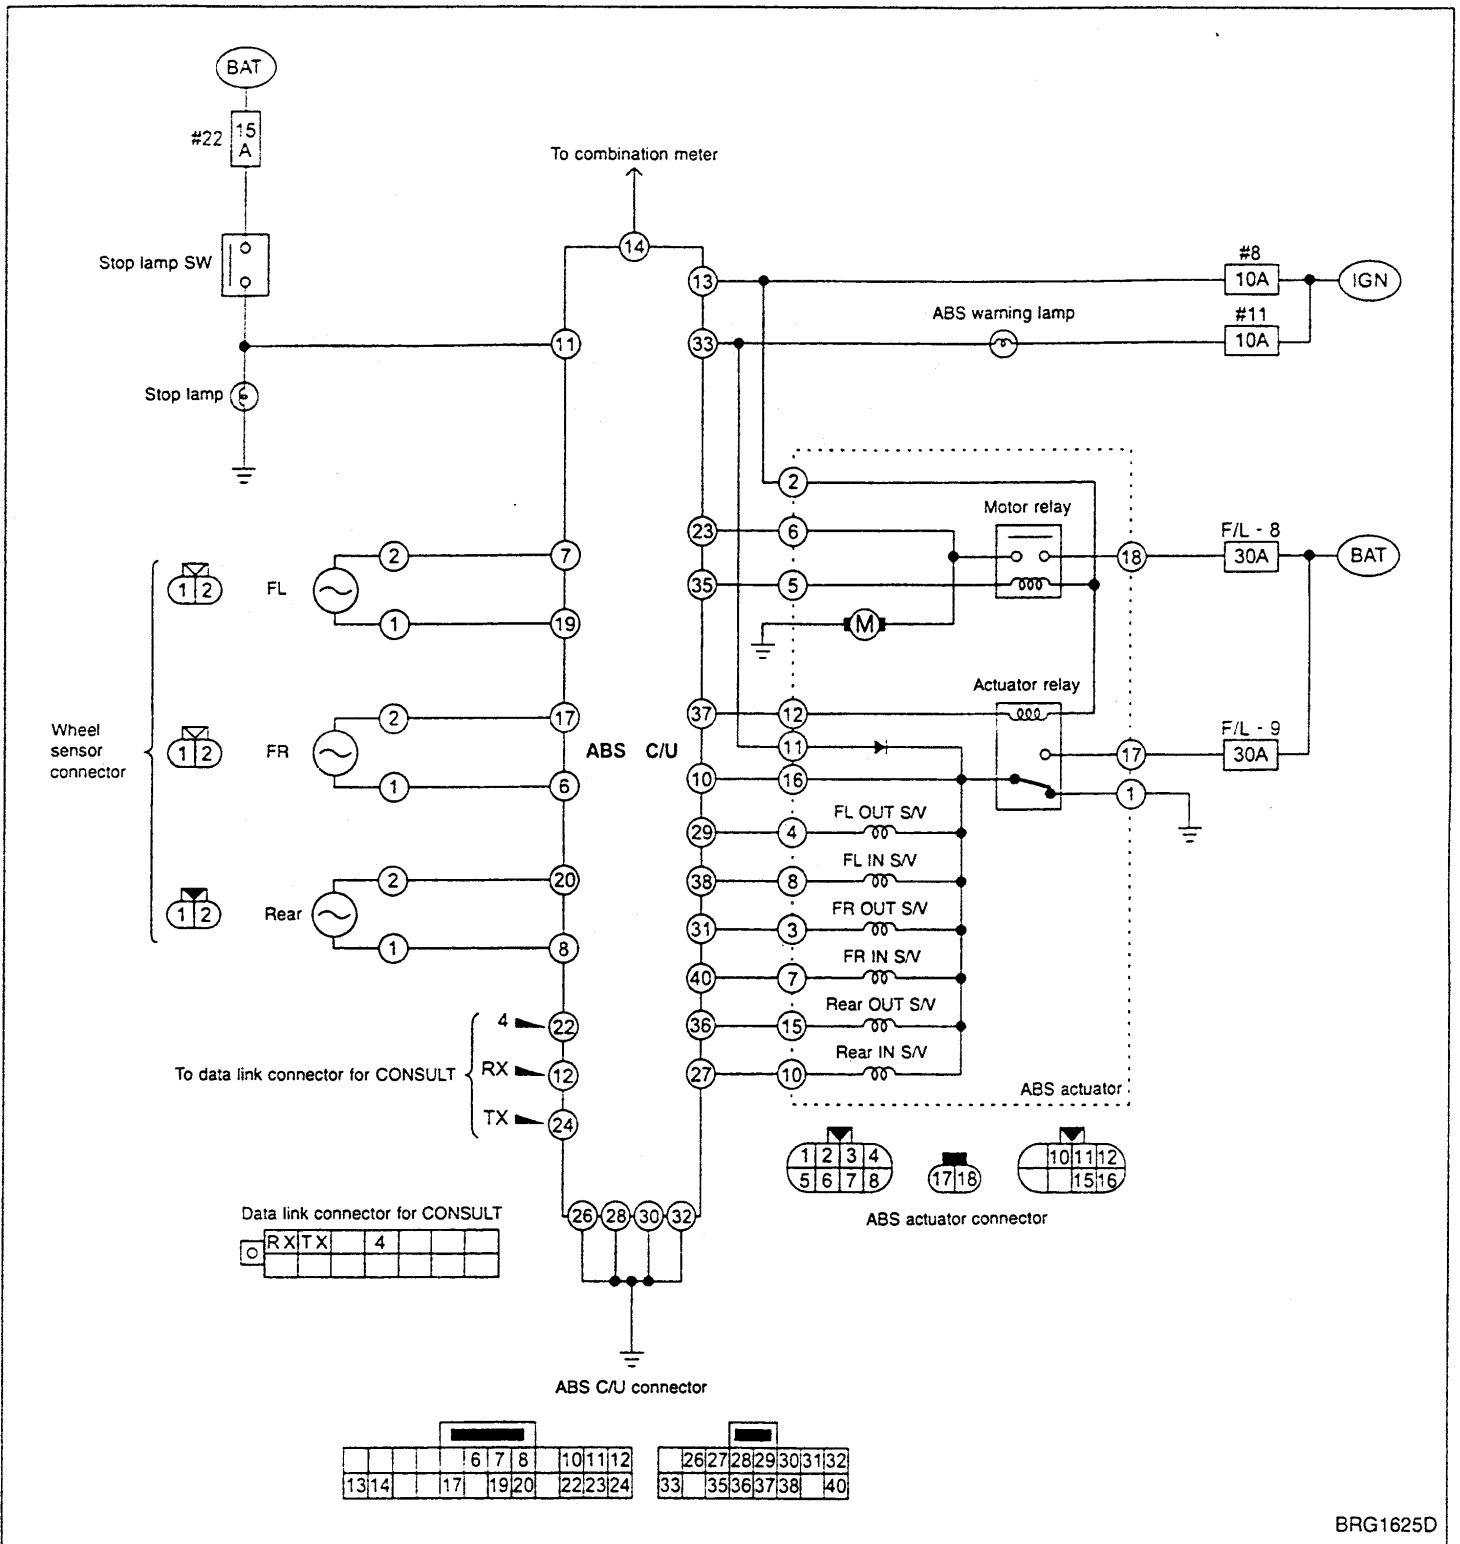 BAT
#22
15
A
To combination meter
14
Stop lamp SW
13
#8
10A
IGN
ABS warning lamp
#11
10A
11
33
Stop lamp
2
Motor relay
23
6
F/L - 8
30A
BAT
18
35
5
M
1 2
FL
2
7
1
19
Actuator relay
37
12
11
F/L - 9
30A
17
Wheel
sensor
connector
1 2
FR
2
17
ABS C/U
1
6
10
16
1
FL OUT S/V
29
4
FL IN S/V
38
8
1 2
Rear
2
20
1
8
FR OUT S/V
31
3
FR IN S/V
40
7
Rear OUT S/V
36
15
Rear IN S/V
27
10
ABS actuator
To data link connector for CONSULT
4
22
RX
12
TX
24
1 2 3 4
5 6 7 8
17 18
10 11 12
15 16
ABS actuator connector
26 28 30 32
Data link connector for CONSULT
RX TX 4
ABS C/U connector
6 7 8 10 11 12
13 14 17 19 20 22 23 24
26 27 28 29 30 31 32
33 35 36 37 38 40
BRG1625D